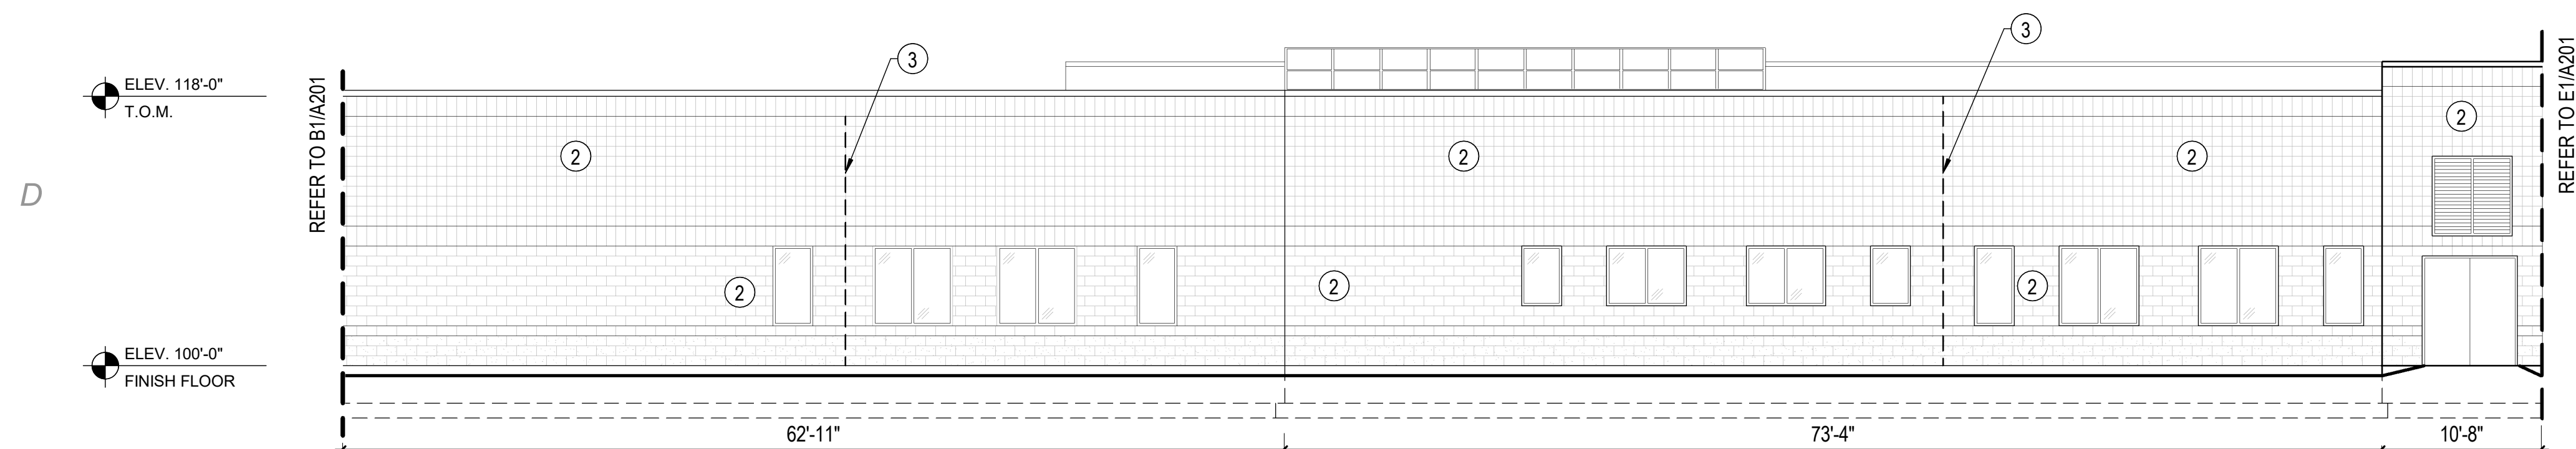 3
3
ELEV. 118'-0"
T.O.M.
REFER TO B1/A201
REFER TO E1/A201
2
2
2
2
D
2
2
2
ELEV. 100'-0"
FINISH FLOOR
62'-11"
73'-4"
10'-8"